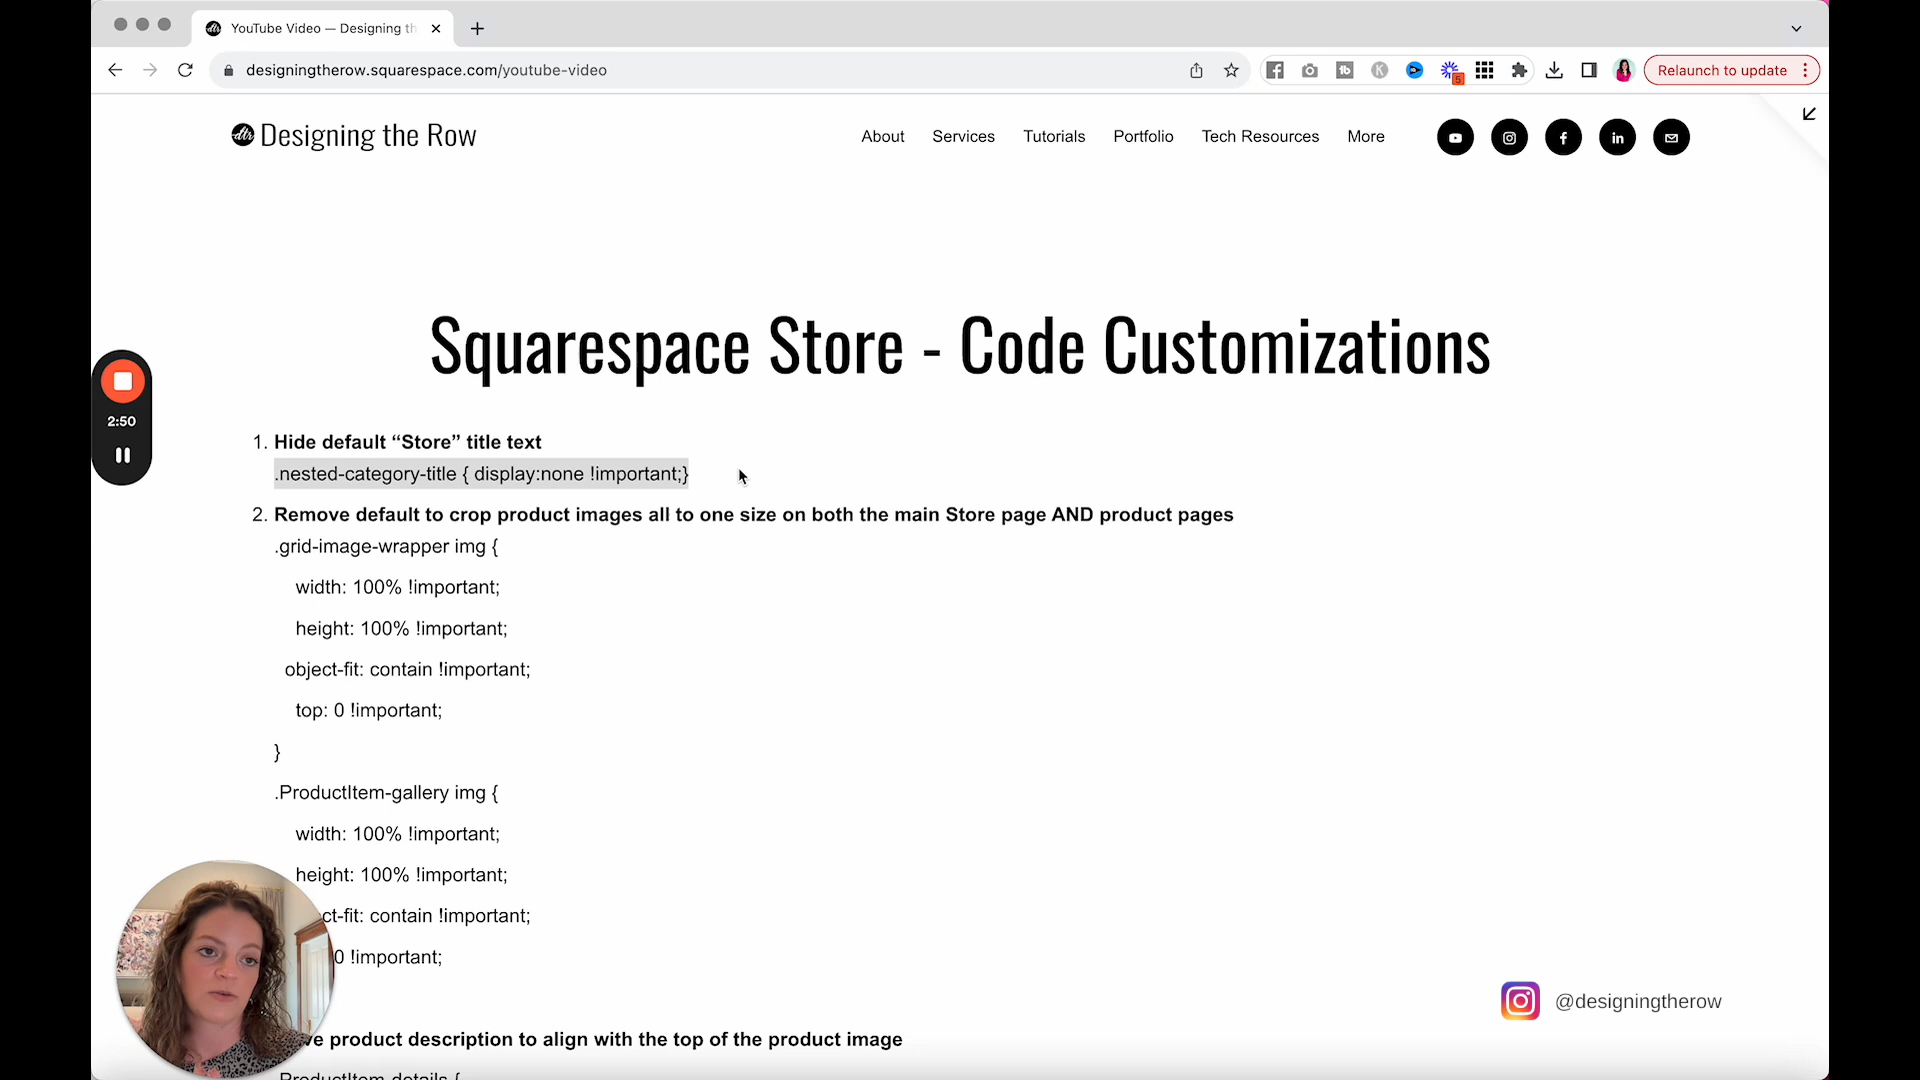 YouTube Video — Designing th
designingtherow.squarespace.com/youtube-video
5
Relaunch to update
dtr Designing the Row
About Services Tutorials Portfolio Tech Resources More
Squarespace Store - Code Customizations
2:50
1. Hide default “Store” title text
.nested-category-title { display:none !important;}
2. Remove default to crop product images all to one size on both the main Store page AND product pages
.grid-image-wrapper img {
width: 100% !important;
height: 100% !important;
object-fit: contain !important;
top: 0 !important;
}
.ProductItem-gallery img {
width: 100% !important;
height: 100% !important;
ct-fit: contain !important;
0 !important;
@designingtherow
ve product description to align with the top of the product image
.ProductItem-details {